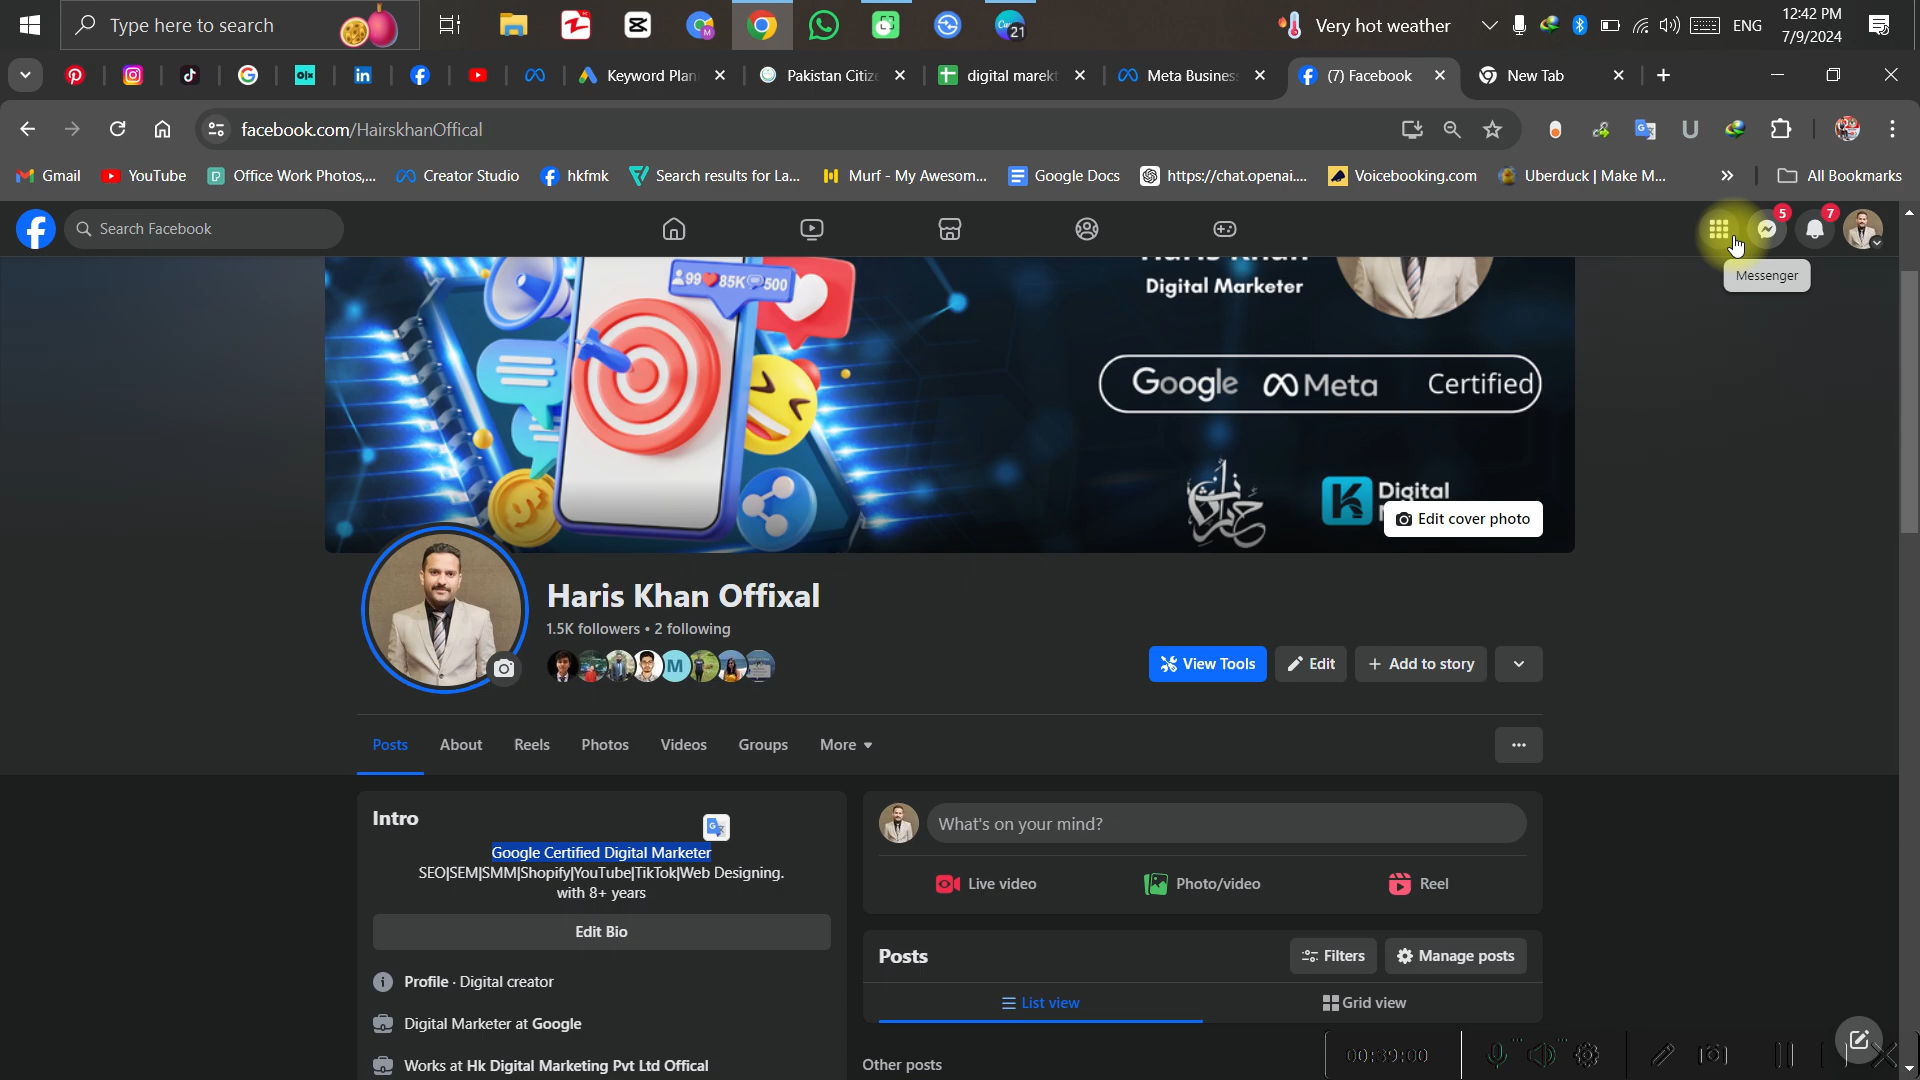 Type here to search
21
Very hot weather
ENG
12:42 PM
7/9/2024
olx
Keyword Plan
Pakistan Citize
digital marekt
Meta Business
(7) Facebook
New Tab
facebook.com/HairskhanOffical
Gmail
YouTube
Office Work Photos,...
Creator Studio
hkfmk
Search results for La...
Murf - My Awesom...
Google Docs
https://chat.openai....
Voicebooking.com
Uberduck | Make M...
All Bookmarks
Search Facebook
5
7
Messenger
99 85K 500
Digital Marketer
Google Meta Certified
Digital
Edit cover photo
Haris Khan Offixal
1.5K followers • 2 following
M
View Tools
Edit
Add to story
Posts
About
Reels
Photos
Videos
Groups
More
Intro
Google Certified Digital Marketer
SEO|SEM|SMM|Shopify|YouTube|TikTok|Web Designing.
with 8+ years
Edit Bio
Profile · Digital creator
Digital Marketer at Google
Works at Hk Digital Marketing Pvt Ltd Offical
What's on your mind?
Live video
Photo/video
Reel
Posts
Filters
Manage posts
List view
Grid view
Other posts
00:39:00